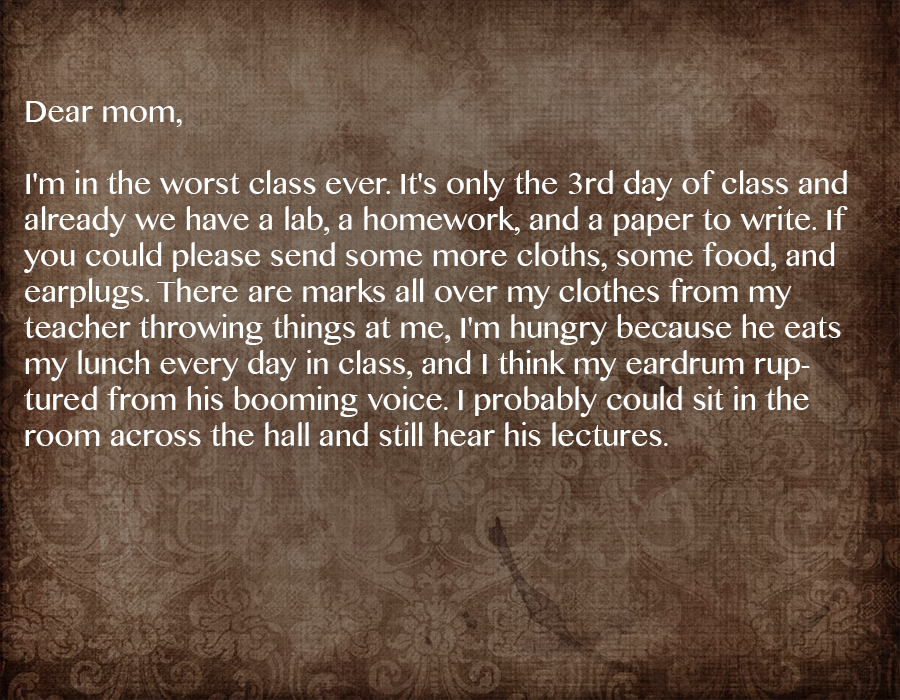 Dear mom,
I'm in the worst class ever. It's only the 3rd day of class and
already we have a lab, a homework, and a paper to write. If
you could please send some more cloths, some food, and
earplugs. There are marks all over my clothes from my
teacher throwing things at me, I'm hungry because he eats
my lunch every day in class, and I think my eardrum rup-
tured from his booming voice. I probably could sit in the
room across the hall and still hear his lectures.